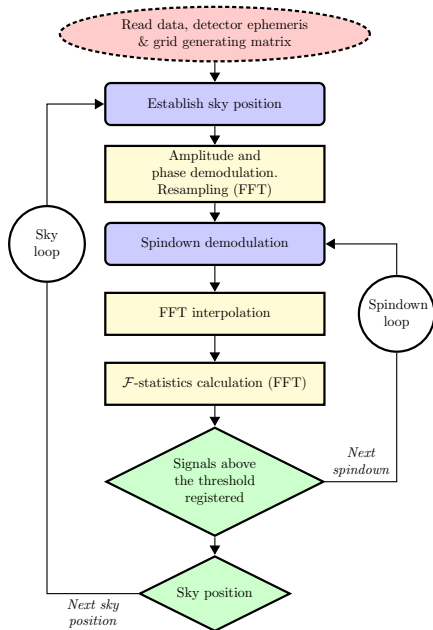 Read data, detector ephemeris
& grid generating matrix
Establish sky position
Amplitude and
phase demodulation.
Resampling (FFT)
Sky
loop
Spindown demodulation
Spindown
loop
FFT interpolation
ℱ-statistics calculation (FFT)
Signals above
the threshold
registered
Next
spindown
Sky position
Next sky
position